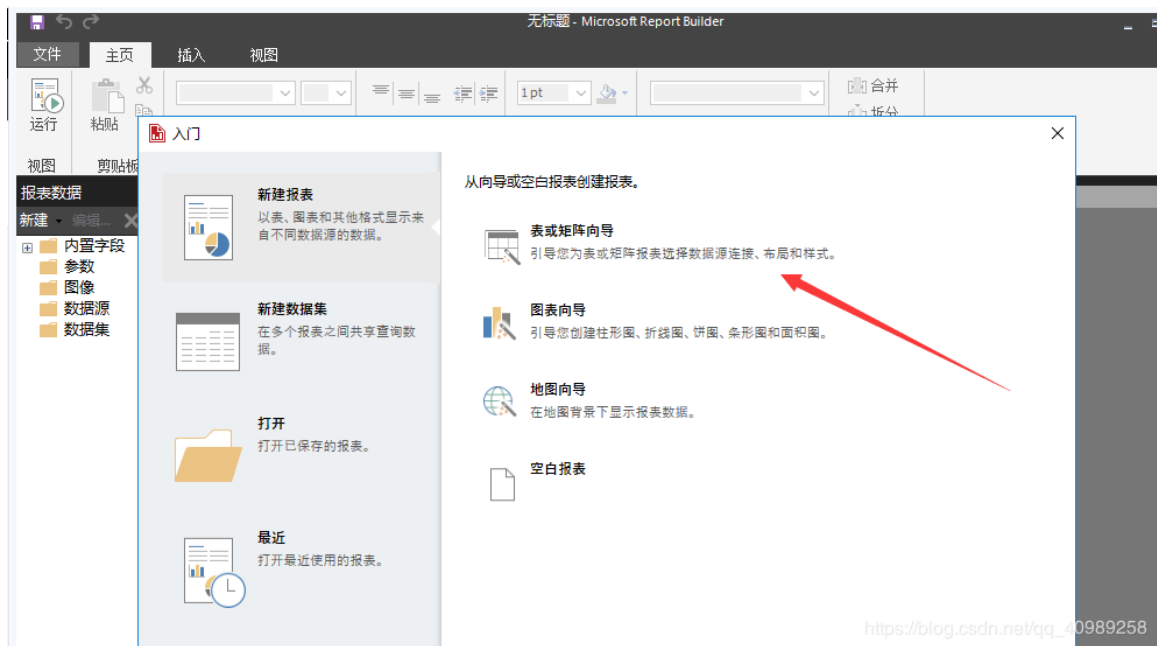 无标题 - Microsoft Report Builder
文件 主页 插入 视图
1 pt
合并
拆分
运行
粘贴
视图
剪贴板
入门
报表数据
新建 编辑...
内置字段
参数
图像
数据源
数据集
新建报表
以表、图表和其他格式显示来
自不同数据源的数据。
新建数据集
在多个报表之间共享查询数
据。
打开
打开已保存的报表。
最近
打开最近使用的报表。
从向导或空白报表创建报表。
表或矩阵向导
引导您为表或矩阵报表选择数据源连接、布局和样式。
图表向导
引导您创建柱形图、折线图、饼图、条形图和面积图。
地图向导
在地图背景下显示报表数据。
空白报表
https://blog.csdn.net/qq_40989258